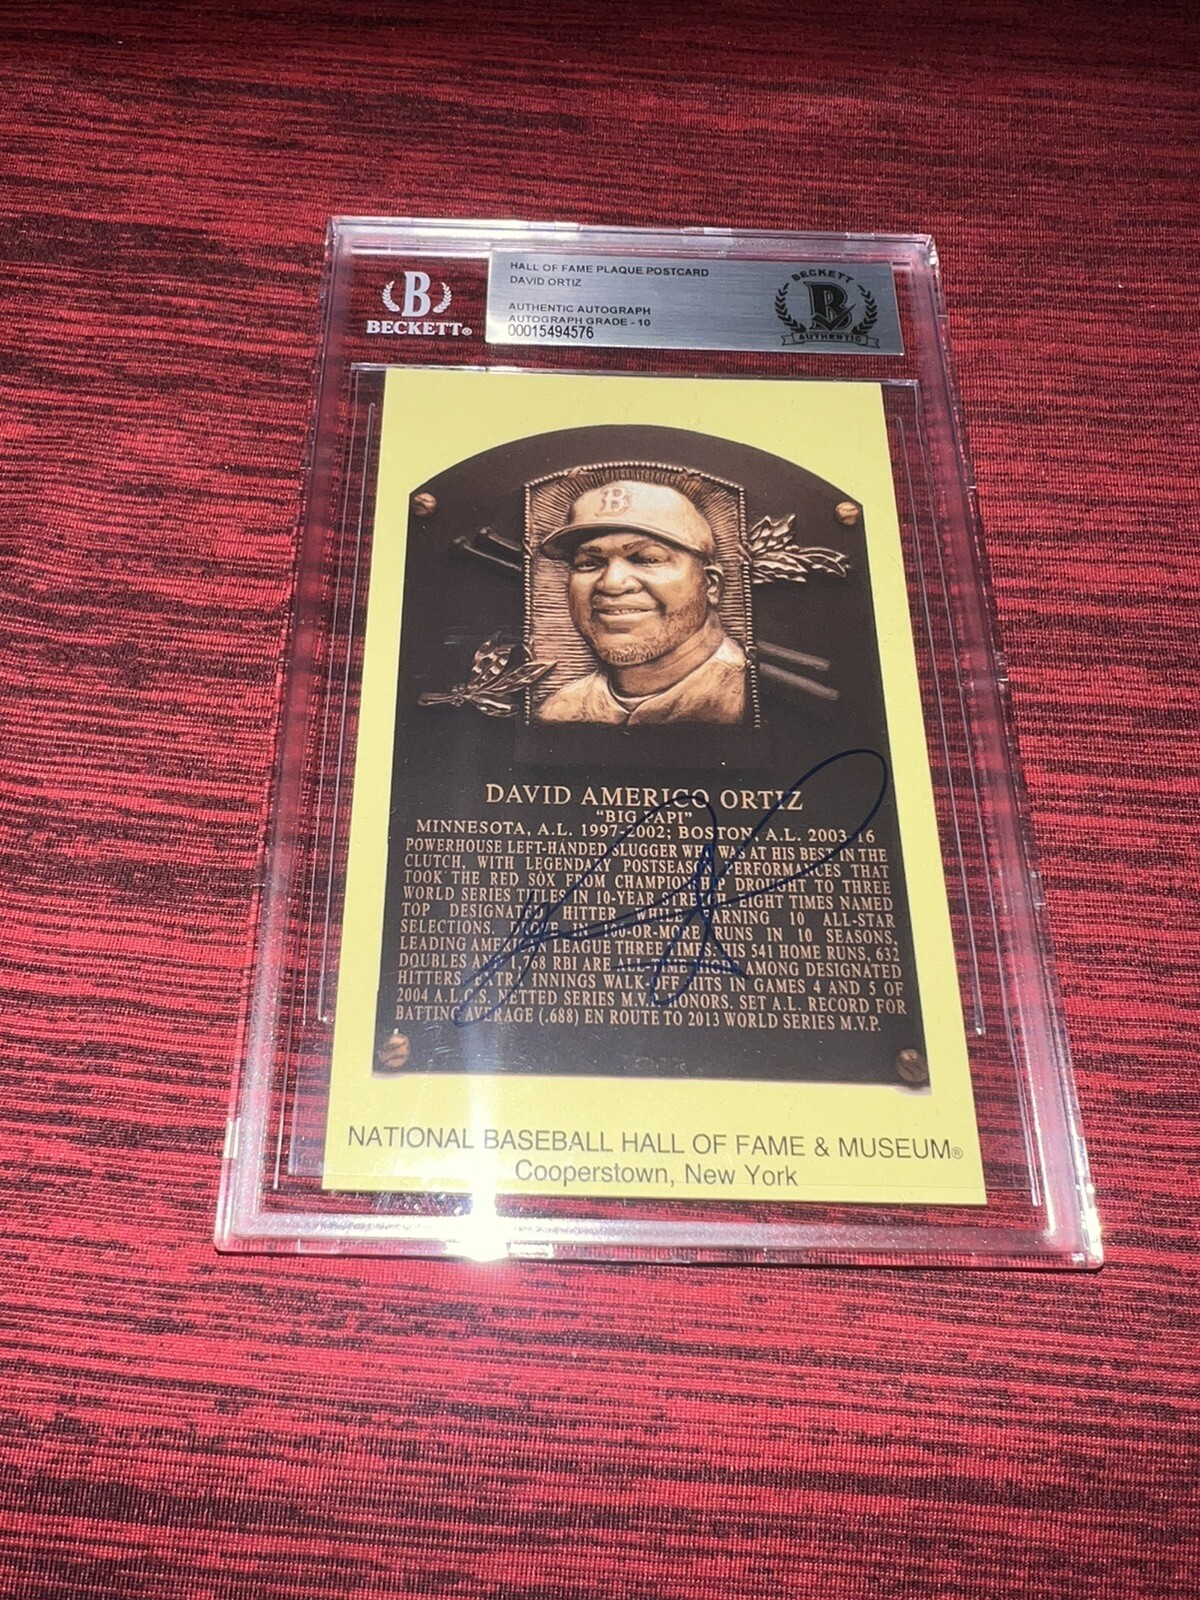 B
BECKETT®
HALL OF FAME PLAQUE POSTCARD
DAVID ORTIZ
AUTHENTIC AUTOGRAPH
AUTOGRAPH GRADE - 10
00015494576
BECKETT
B
AUTHENTIC
B
DAVID AMERICO ORTIZ
"BIG PAPI"
MINNESOTA, A.L. 1997-2002; BOSTON, A.L. 2003-16
POWERHOUSE LEFT-HANDED SLUGGER WHO WAS AT HIS BEST IN THE
CLUTCH, WITH LEGENDARY POSTSEASON PERFORMANCES THAT
TOOK THE RED SOX FROM CHAMPIONSHIP DROUGHT TO THREE
WORLD SERIES TITLES IN 10-YEAR STRETCH. EIGHT TIMES NAMED
TOP DESIGNATED HITTER WHILE EARNING 10 ALL-STAR
SELECTIONS. DROVE IN 100-OR-MORE RUNS IN 10 SEASONS,
LEADING AMERICAN LEAGUE THREE TIMES. HIS 541 HOME RUNS, 632
DOUBLES AND 1,768 RBI ARE ALL-TIME HIGHS AMONG DESIGNATED
HITTERS. EXTRA INNINGS WALK-OFF HITS IN GAMES 4 AND 5 OF
2004 A.L.C.S. NETTED SERIES M.V.P. HONORS. SET A.L. RECORD FOR
BATTING AVERAGE (.688) EN ROUTE TO 2013 WORLD SERIES M.V.P.
NATIONAL BASEBALL HALL OF FAME & MUSEUM®
Cooperstown, New York